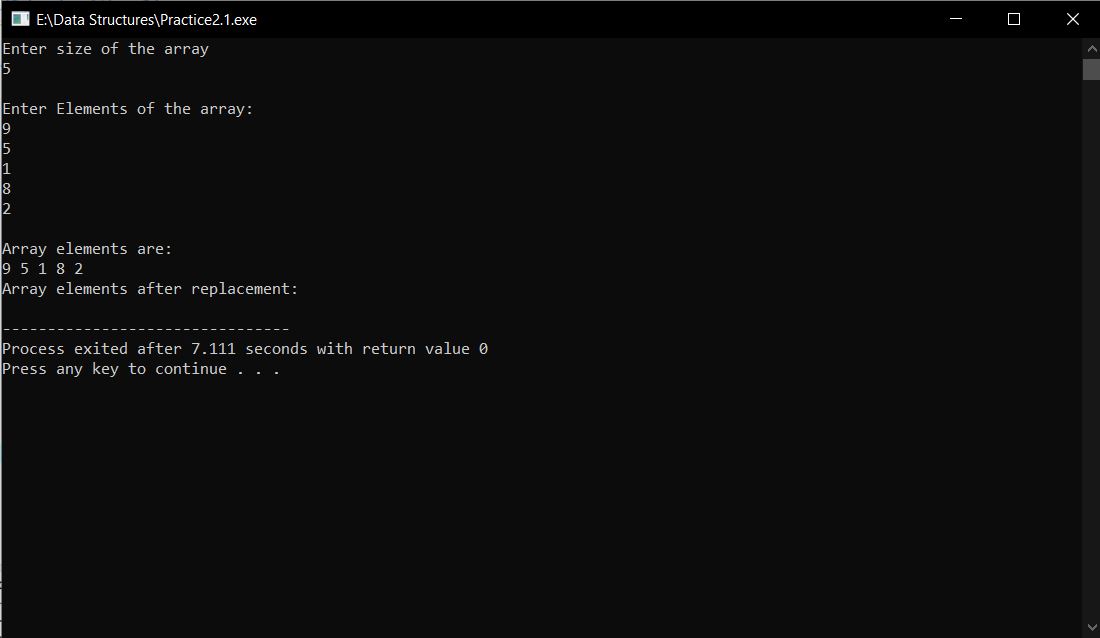 E:\Data Structures\Practice2.1.exe
Enter size of the array
5
Enter Elements of the array:
9
5
1
8
2
Array elements are:
9 5 1 8 2
Array elements after replacement:
--------------------------------
Process exited after 7.111 seconds with return value 0
Press any key to continue . . .